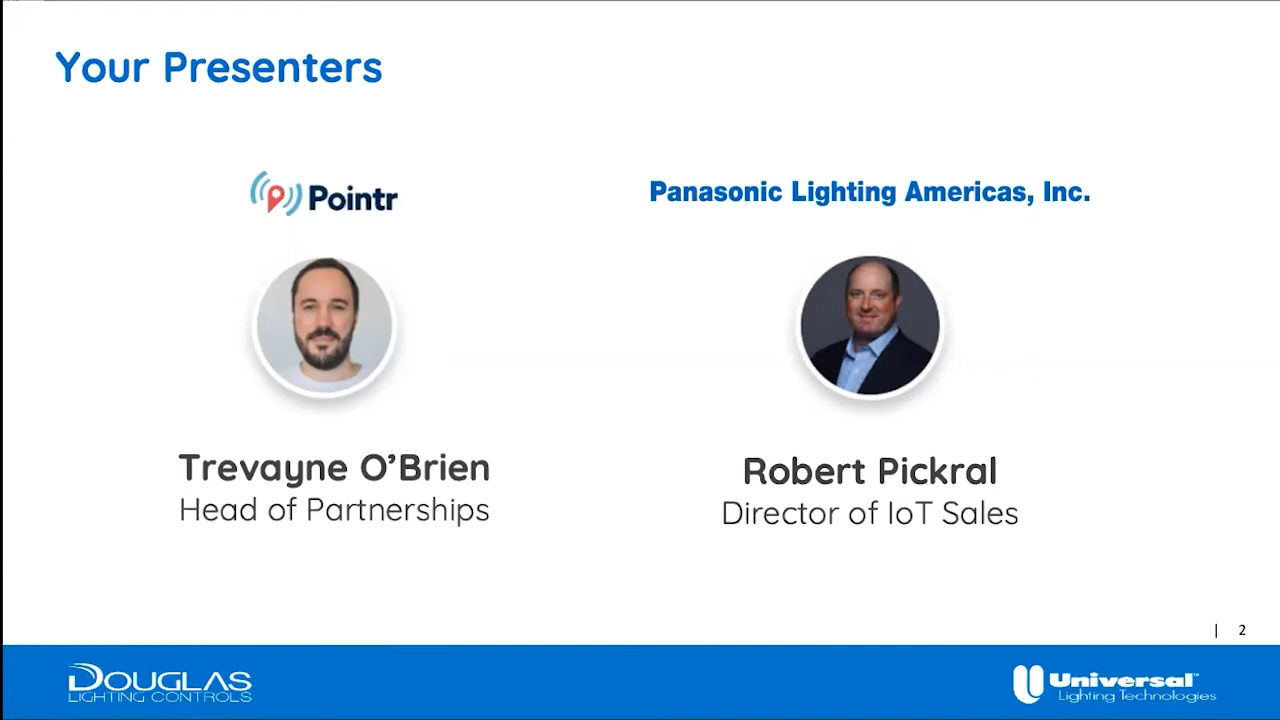 Your Presenters
Pointr
Panasonic Lighting Americas, Inc.
Trevayne O’Brien
Head of Partnerships
Robert Pickral
Director of IoT Sales
| 2
DOUGLAS
LIGHTING CONTROLS
Universal™
Lighting Technologies